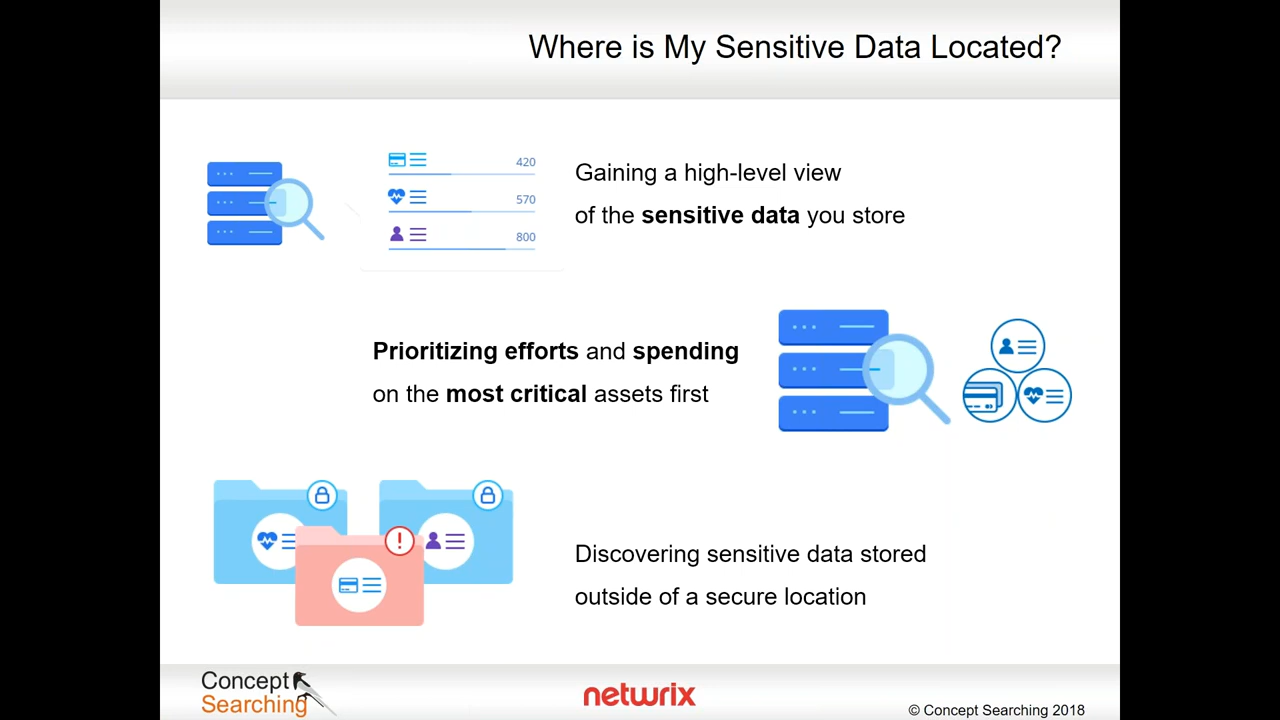 Where is My Sensitive Data Located?
420
570
800
Gaining a high-level view
of the sensitive data you store
Prioritizing efforts and spending
on the most critical assets first
Discovering sensitive data stored
outside of a secure location
Concept
Searching
netwrix
© Concept Searching 2018